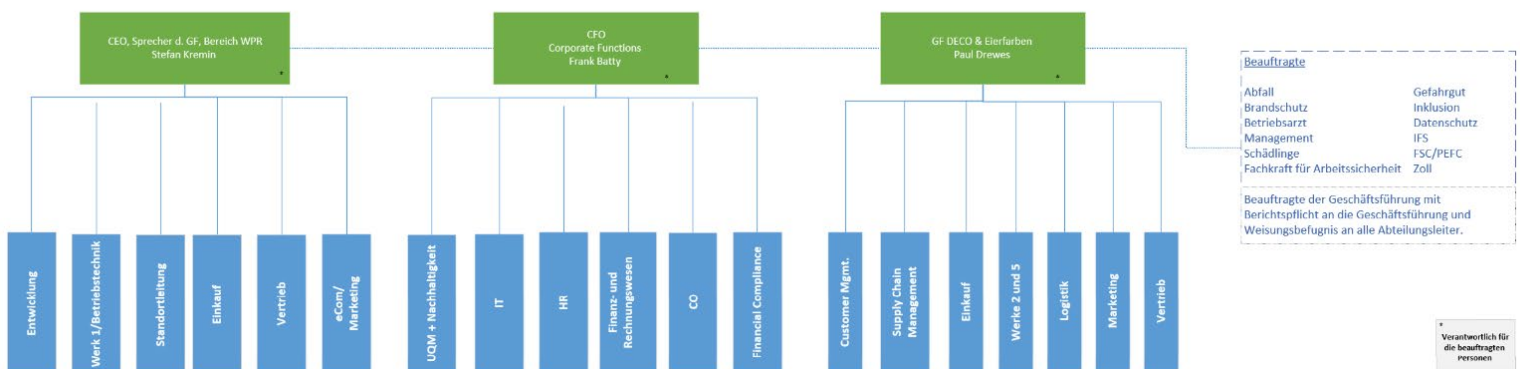 CEO, Sprecher d. GF, Bereich WPR
Stefan Kremin
*
CFO
Corporate Functions
Frank Batty
*
GF DECO & Eierfarben
Paul Drewes
*
Beauftragte
Abfall Gefahrgut
Brandschutz Inklusion
Betriebsarzt Datenschutz
Management IFS
Schädlinge FSC/PEFC
Fachkraft für Arbeitssicherheit Zoll
Beauftragte der Geschäftsführung mit
Berichtspflicht an die Geschäftsführung und
Weisungsbefugnis an alle Abteilungsleiter.
Entwicklung
Werk 1/Betriebstechnik
Standortleitung
Einkauf
Vertrieb
eCom/
Marketing
UQM + Nachhaltigkeit
IT
HR
Finanz- und
Rechnungswesen
CO
Financial Compliance
Customer Mgmt.
Supply Chain
Management
Einkauf
Werke 2 und 5
Logistik
Marketing
Vertrieb
*
Verantwortlich für
die beauftragten
Personen